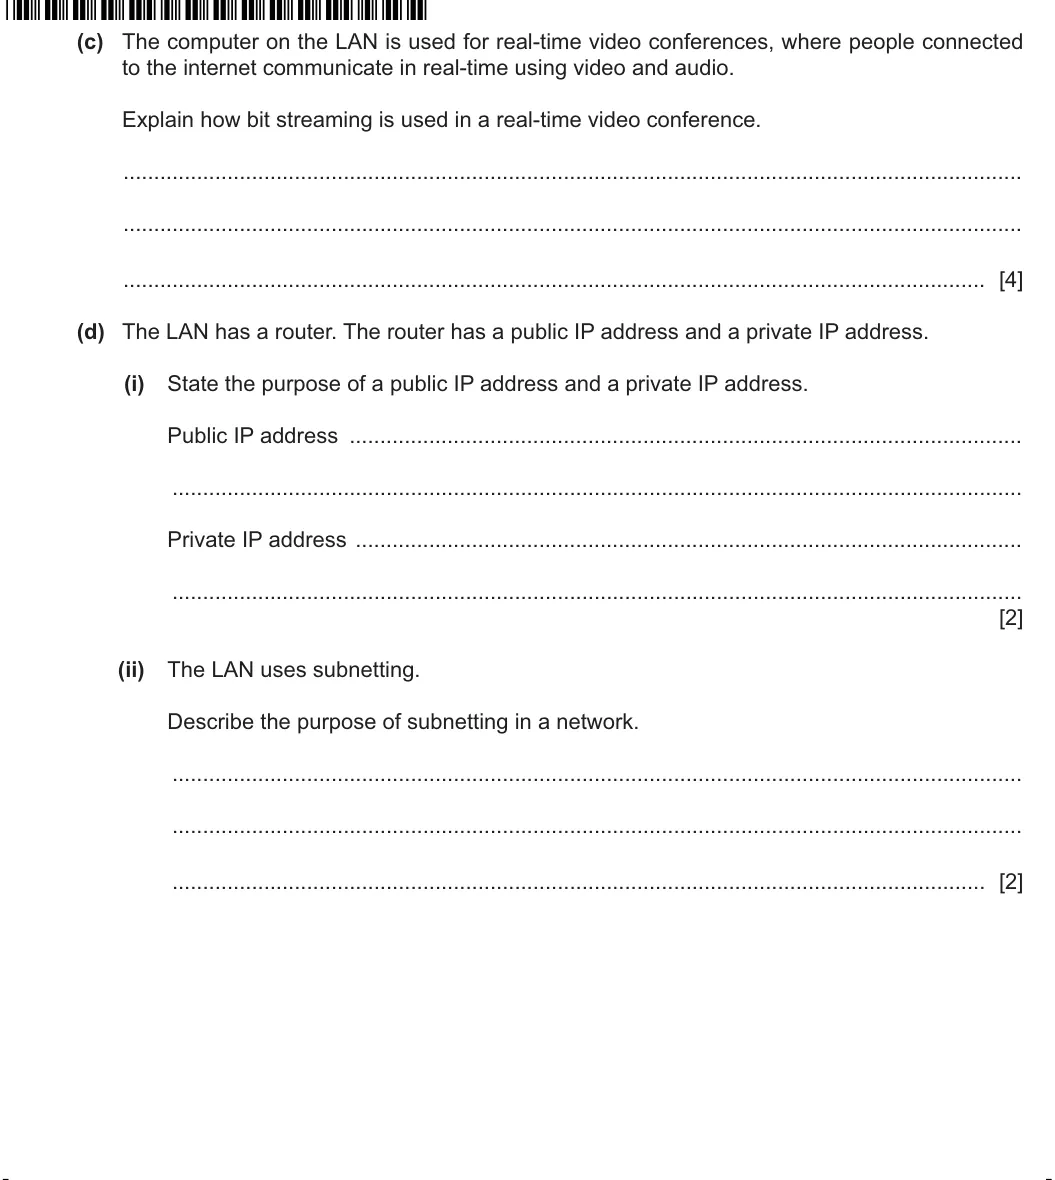 (c) The computer on the LAN is used for real-time video conferences, where people connected
to the internet communicate in real-time using video and audio.
Explain how bit streaming is used in a real-time video conference.
....................................................................................................................................................
....................................................................................................................................................
.............................................................................................................................................. [4]
(d) The LAN has a router. The router has a public IP address and a private IP address.
(i) State the purpose of a public IP address and a private IP address.
Public IP address ...............................................................................................................
............................................................................................................................................
Private IP address ..............................................................................................................
............................................................................................................................................
[2]
(ii) The LAN uses subnetting.
Describe the purpose of subnetting in a network.
............................................................................................................................................
............................................................................................................................................
...................................................................................................................................... [2]